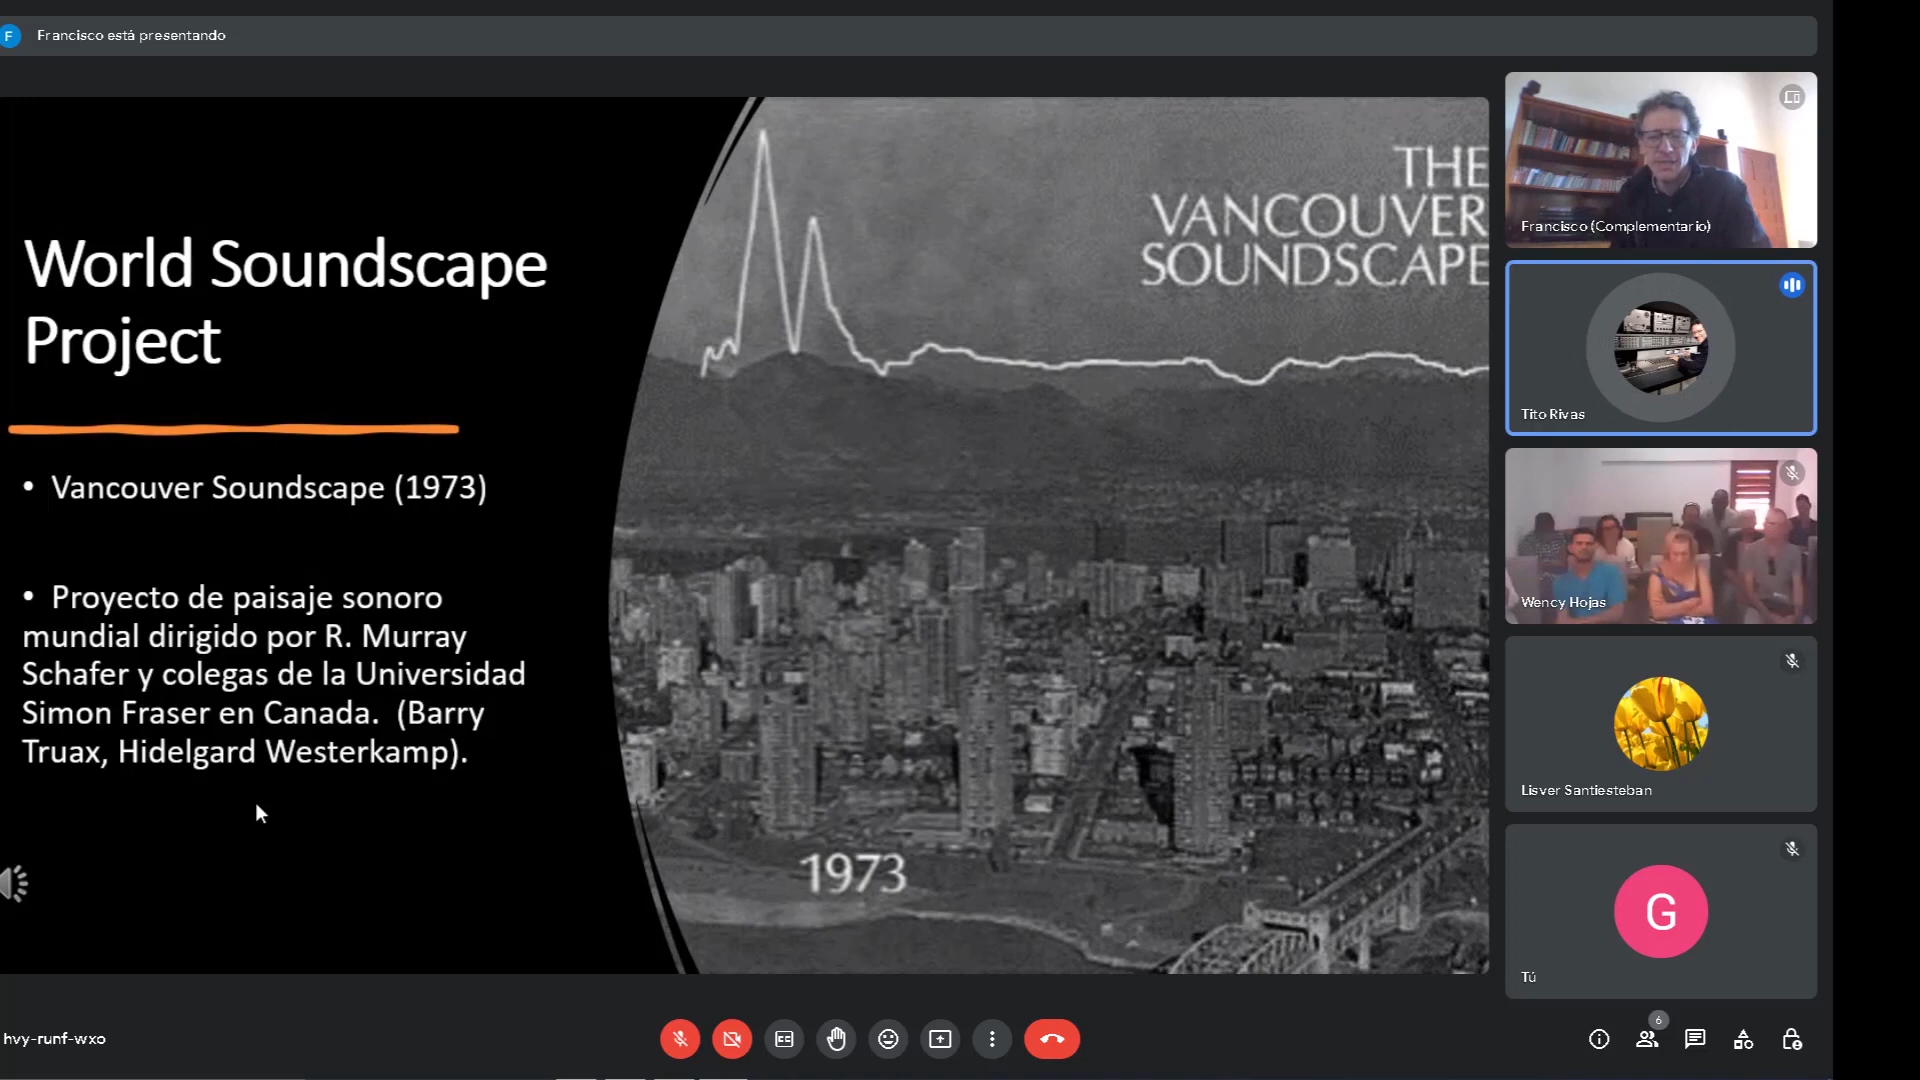 F Francisco está presentando
World Soundscape
Project
• Vancouver Soundscape (1973)
• Proyecto de paisaje sonoro
mundial dirigido por R. Murray
Schafer y colegas de la Universidad
Simon Fraser en Canada. (Barry
Truax, Hidelgard Westerkamp).
THE
VANCOUVER
SOUNDSCAPE
1973
Francisco (Complementario)
Tito Rivas
Wency Hojas
Lisver Santiesteban
G
Tú
hvy-runf-wxo
CC
6